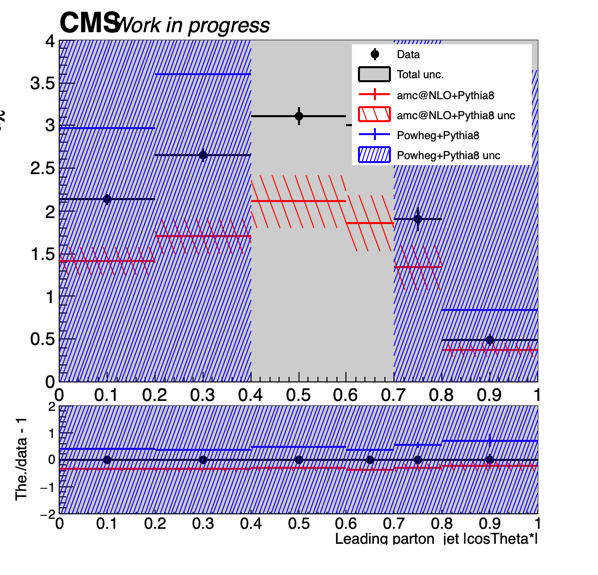 CMS Work in progress
4
3.5
3
2.5
2
1.5
1
0.5
0
Data
Total unc.
amc@NLO+Pythia8
amc@NLO+Pythia8 unc
Powheg+Pythia8
Powheg+Pythia8 unc
0 0.1 0.2 0.3 0.4 0.5 0.6 0.7 0.8 0.9 1
The./data - 1
2
1
0
−1
−2
0 0.1 0.2 0.3 0.4 0.5 0.6 0.7 0.8 0.9 1
Leading parton jet |cosTheta*|